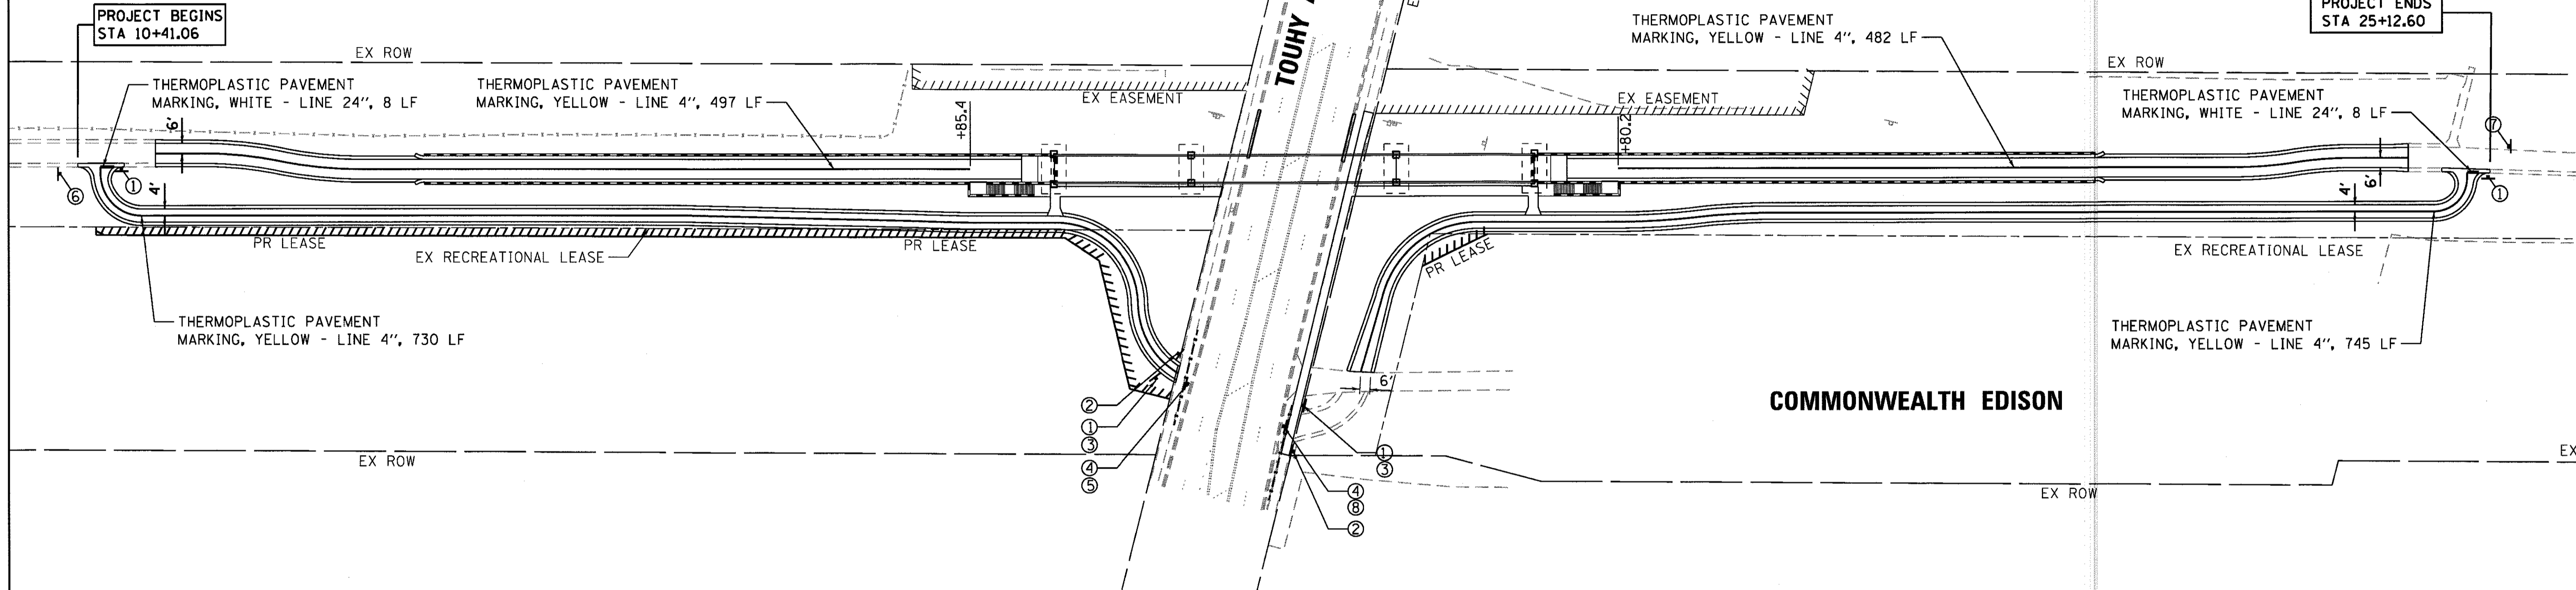 PROJECT BEGINS
STA 10+41.06
EX ROW
THERMOPLASTIC PAVEMENT
MARKING, WHITE - LINE 24", 8 LF
THERMOPLASTIC PAVEMENT
MARKING, YELLOW - LINE 4", 497 LF
+85.4
EX EASEMENT
TOUHY
THERMOPLASTIC PAVEMENT
MARKING, YELLOW - LINE 4", 482 LF
EX EASEMENT
+80.2
PROJECT ENDS
STA 25+12.60
EX ROW
THERMOPLASTIC PAVEMENT
MARKING, WHITE - LINE 24", 8 LF
6'
6
1
4'
7
6'
4'
1
PR LEASE
EX RECREATIONAL LEASE
PR LEASE
PR LEASE
EX RECREATIONAL LEASE
THERMOPLASTIC PAVEMENT
MARKING, YELLOW - LINE 4", 730 LF
THERMOPLASTIC PAVEMENT
MARKING, YELLOW - LINE 4", 745 LF
6'
COMMONWEALTH EDISON
2
1
3
4
5
1
3
4
8
2
EX ROW
EX ROW
EX